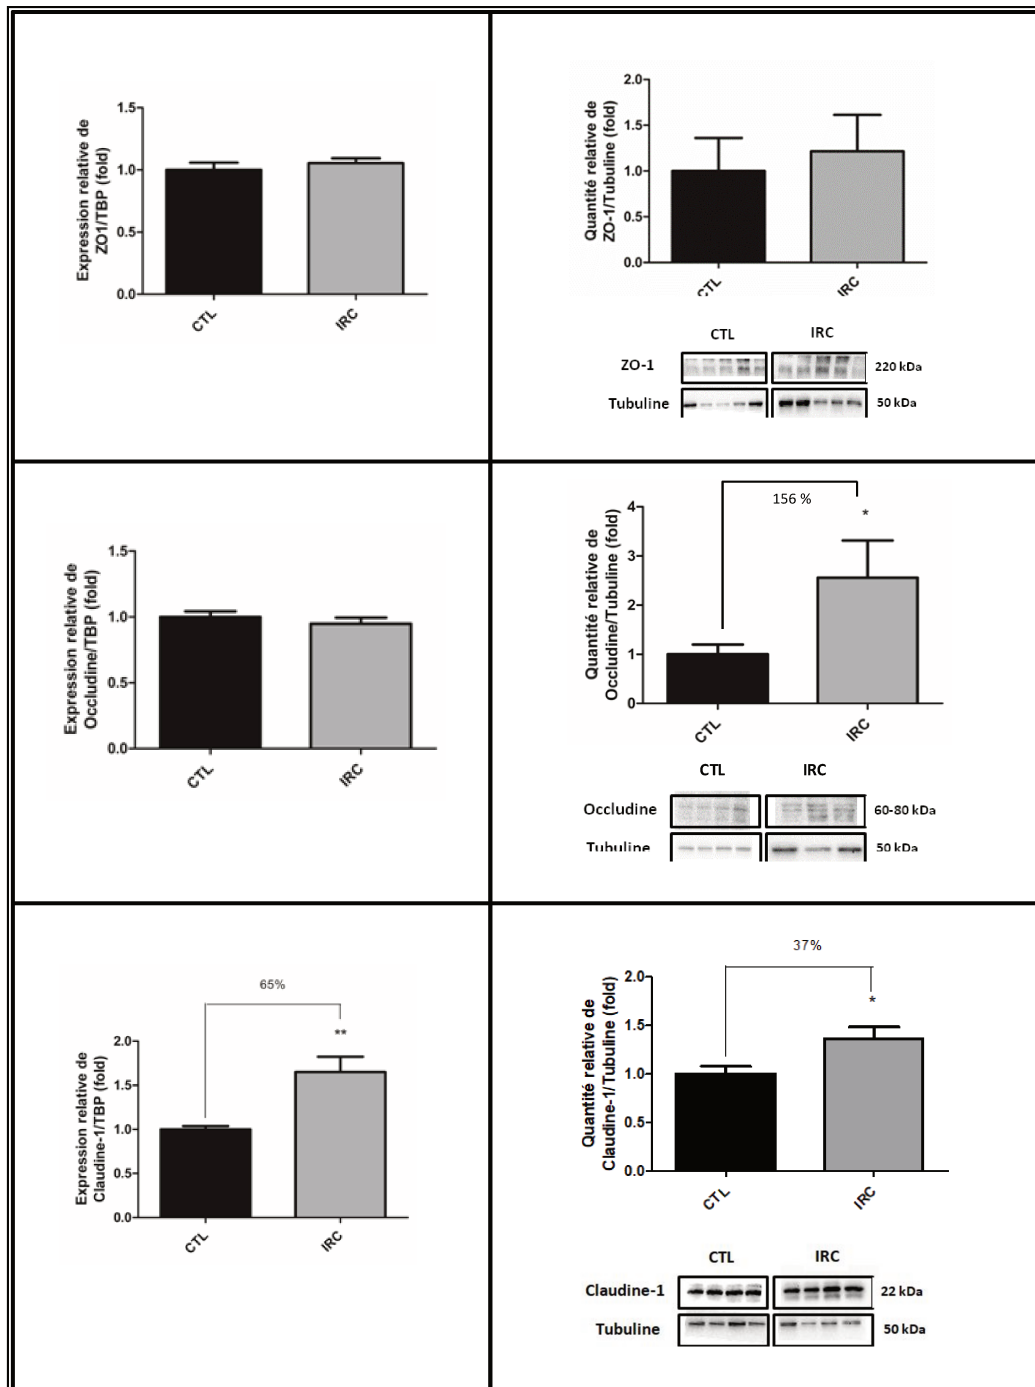 Expression relative de
ZO1/TBP (fold)
1.5
1.0
0.5
0.0
CTL
IRC
Quantité relative de
ZO-1/Tubuline (fold)
2.0
1.5
1.0
0.5
0.0
CTL
IRC
CTL
IRC
ZO-1
220 kDa
Tubuline
50 kDa
Expression relative de
Occludine/TBP (fold)
1.5
1.0
0.5
0.0
CTL
IRC
156 %
*
Quantité relative de
Occludine/Tubuline (fold)
4
3
2
1
0
CTL
IRC
CTL
IRC
Occludine
60-80 kDa
Tubuline
50 kDa
65%
**
Expression relative de
Claudine-1/TBP (fold)
2.0
1.5
1.0
0.5
0.0
CTL
IRC
37%
*
Quantité relative de
Claudine-1/Tubuline (fold)
2.0
1.5
1.0
0.5
0.0
CTL
IRC
CTL
IRC
Claudine-1
22 kDa
Tubuline
50 kDa